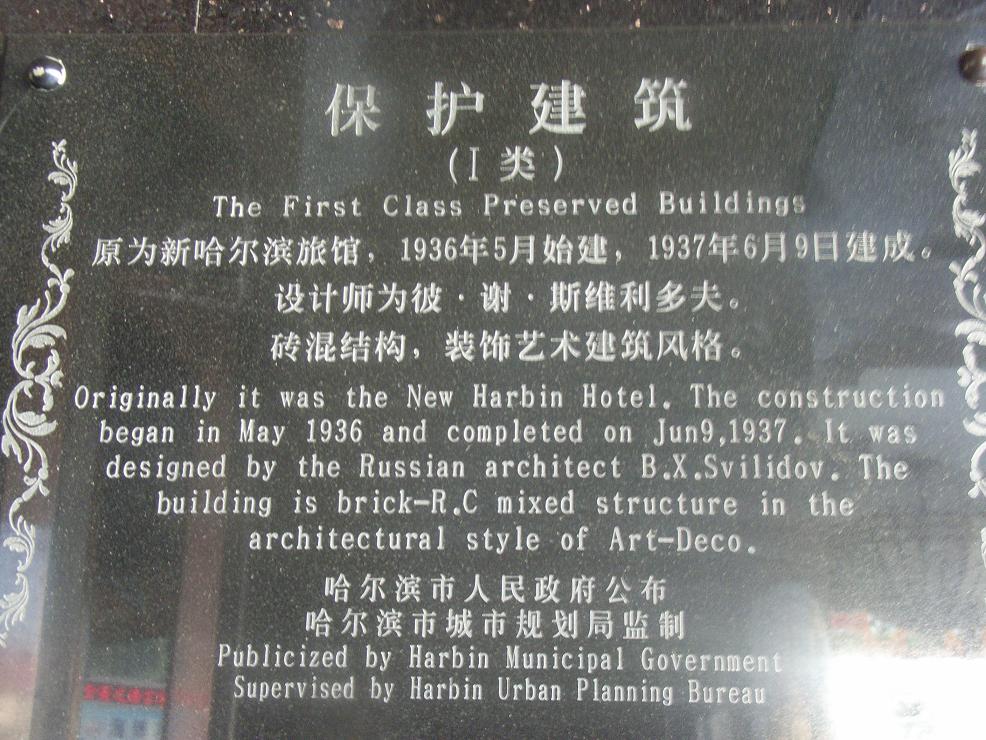 保护建筑
(I类)
The First Class Preserved Buildings
原为新哈尔滨旅馆，1936年5月始建，1937年6月9日建成。
设计师为彼·谢·斯维利多夫。
砖混结构，装饰艺术建筑风格。
Originally it was the New Harbin Hotel. The construction
began in May 1936 and completed on Jun9,1937. It was
designed by the Russian architect B.X.Svilidov. The
building is brick-R.C mixed structure in the
architectural style of Art-Deco.
哈尔滨市人民政府公布
哈尔滨市城市规划局监制
Publicized by Harbin Municipal Government
Supervised by Harbin Urban Planning Bureau